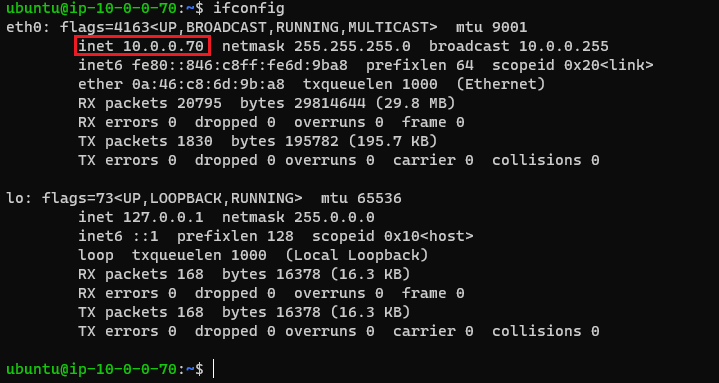 ubuntu@ip-10-0-0-70:~$ ifconfig
eth0: flags=4163<UP,BROADCAST,RUNNING,MULTICAST>  mtu 9001
        inet 10.0.0.70  netmask 255.255.255.0  broadcast 10.0.0.255
        inet6 fe80::846:c8ff:fe6d:9ba8  prefixlen 64  scopeid 0x20<link>
        ether 0a:46:c8:6d:9b:a8  txqueuelen 1000  (Ethernet)
        RX packets 20795  bytes 29814644 (29.8 MB)
        RX errors 0  dropped 0  overruns 0  frame 0
        TX packets 1830  bytes 195782 (195.7 KB)
        TX errors 0  dropped 0 overruns 0  carrier 0  collisions 0

lo: flags=73<UP,LOOPBACK,RUNNING>  mtu 65536
        inet 127.0.0.1  netmask 255.0.0.0
        inet6 ::1  prefixlen 128  scopeid 0x10<host>
        loop  txqueuelen 1000  (Local Loopback)
        RX packets 168  bytes 16378 (16.3 KB)
        RX errors 0  dropped 0  overruns 0  frame 0
        TX packets 168  bytes 16378 (16.3 KB)
        TX errors 0  dropped 0 overruns 0  carrier 0  collisions 0

ubuntu@ip-10-0-0-70:~$